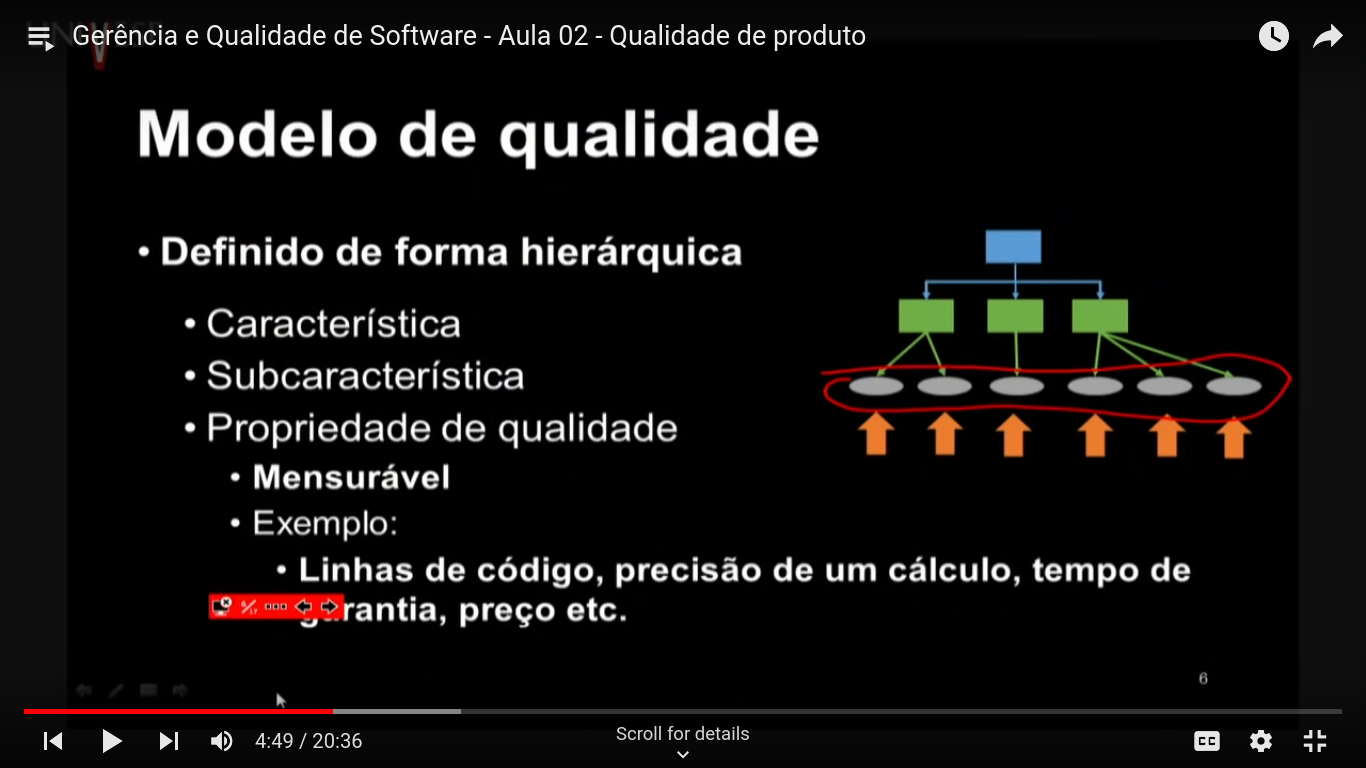 Gerência e Qualidade de Software - Aula 02 - Qualidade de produto
Modelo de qualidade
• Definido de forma hierárquica
• Característica
• Subcaracterística
• Propriedade de qualidade
• Mensurável
• Exemplo:
• Linhas de código, precisão de um cálculo, tempo de
garantia, preço etc.
6
4:49 / 20:36
Scroll for details
CC